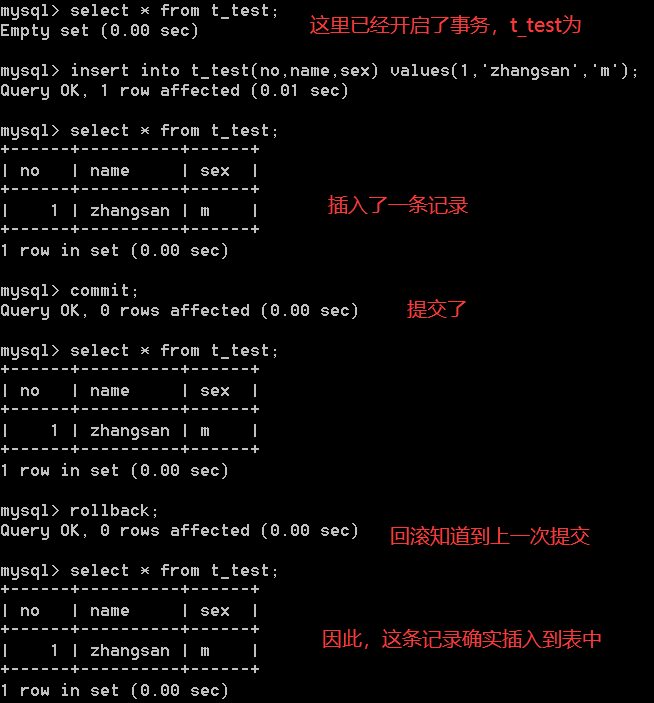 mysql> select * from t_test;
Empty set (0.00 sec)
这里已经开启了事务，t_test为
mysql> insert into t_test(no,name,sex) values(1,'zhangsan','m');
Query OK, 1 row affected (0.01 sec)
mysql> select * from t_test;
+------+----------+------+
| no   | name     | sex  |
+------+----------+------+
|    1 | zhangsan | m    |
+------+----------+------+
插入了一条记录
1 row in set (0.00 sec)
mysql> commit;
Query OK, 0 rows affected (0.00 sec)
提交了
mysql> select * from t_test;
+------+----------+------+
| no   | name     | sex  |
+------+----------+------+
|    1 | zhangsan | m    |
+------+----------+------+
1 row in set (0.00 sec)
mysql> rollback;
Query OK, 0 rows affected (0.00 sec)
回滚知道到上一次提交
mysql> select * from t_test;
+------+----------+------+
| no   | name     | sex  |
+------+----------+------+
|    1 | zhangsan | m    |
+------+----------+------+
因此，这条记录确实插入到表中
1 row in set (0.00 sec)